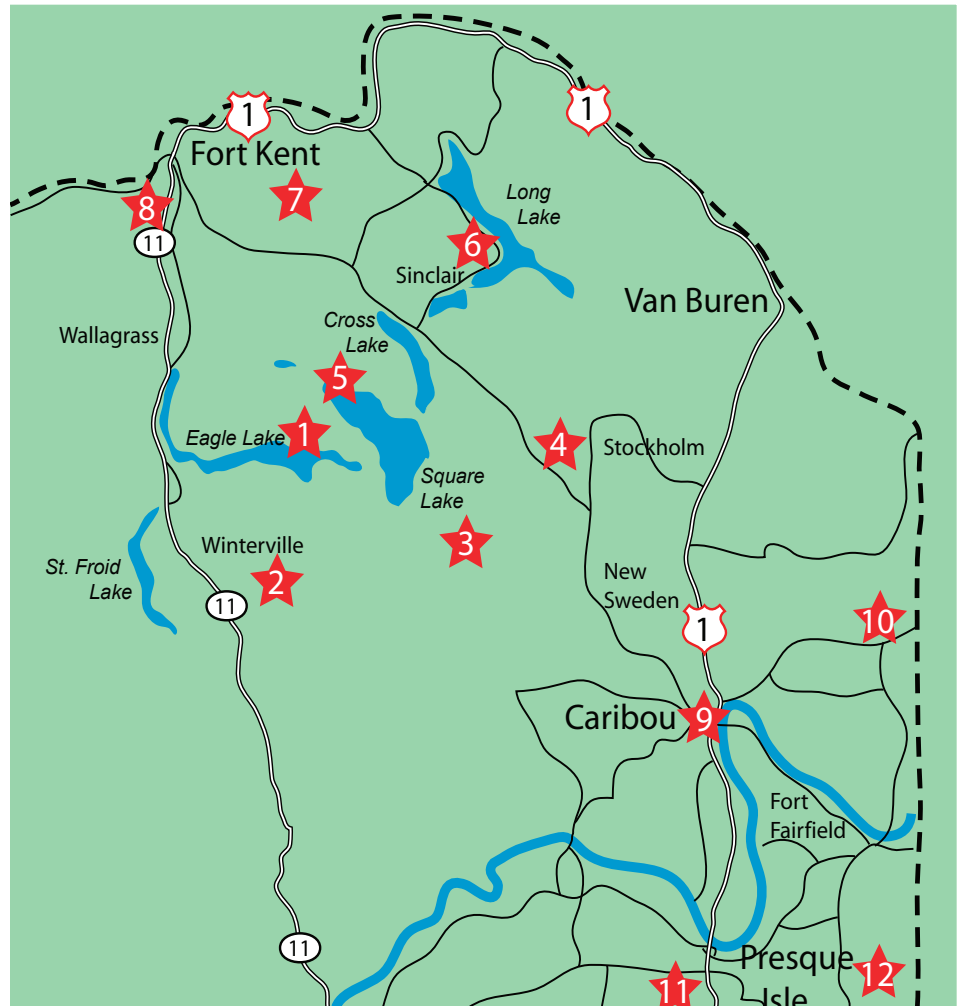 1
1
Fort Kent
7
8
Long
Lake
6
11
Sinclair
Van Buren
Cross
Lake
Wallagrass
5
Eagle Lake
1
4
Stockholm
Square
Lake
3
Winterville
St. Froid
Lake
2
New
Sweden
11
10
1
Caribou
9
Fort
Fairfield
11
Presque
Isle
12
11